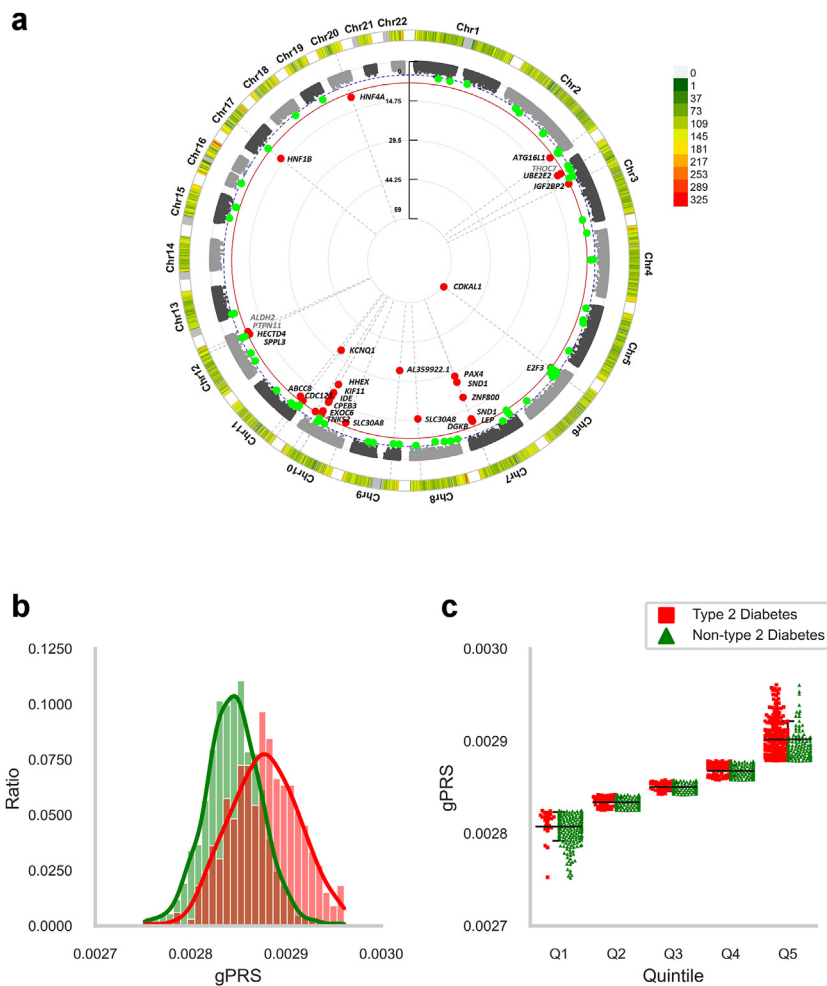 a
Chr1
Chr2
Chr3
Chr4
Chr5
Chr6
Chr7
Chr8
Chr9
Chr10
Chr11
Chr12
Chr13
Chr14
Chr15
Chr16
Chr17
Chr18
Chr19
Chr20
Chr21
Chr22
0
14.75
29.5
44.25
59
HNF4A
HNF1B
ATG16L1
THOC7
UBE2E2
IGF2BP2
CDKAL1
E2F3
PAX4
SND1
ZNF800
SND1
LEP
DGKB
AL359922.1
SLC30A8
SLC30A8
KCNQ1
HHEX
KIF11
IDE
CPEB3
EXOC6
TNKS2
ABCC8
CDC123
ALDH2
PTPN11
HECTD4
SPPL3
0
1
37
73
109
145
181
217
253
289
325
b
0.1250
0.1000
0.0750
0.0500
0.0250
0.0000
Ratio
0.0027
0.0028
0.0029
0.0030
gPRS
c
Type 2 Diabetes
Non-type 2 Diabetes
0.0030
0.0029
0.0028
0.0027
gPRS
Q1
Q2
Q3
Q4
Q5
Quintile